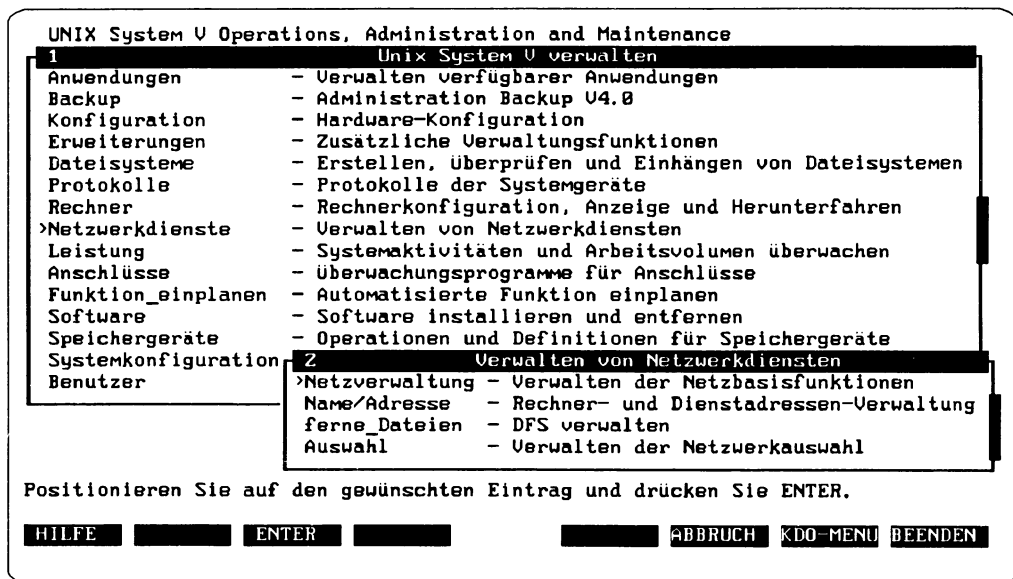 UNIX System V Operations, Administration and Maintenance
1 Unix System V verwalten
Anwendungen - Verwalten verfügbarer Anwendungen
Backup - Administration Backup V4.0
Konfiguration - Hardware-Konfiguration
Erweiterungen - Zusätzliche Verwaltungsfunktionen
Dateisysteme - Erstellen, überprüfen und Einhängen von Dateisystemen
Protokolle - Protokolle der Systemgeräte
Rechner - Rechnerkonfiguration, Anzeige und Herunterfahren
>Netzwerkdienste - Verwalten von Netzwerkdiensten
Leistung - Systemaktivitäten und Arbeitsvolumen überwachen
Anschlüsse - überwachungsprogramme für Anschlüsse
Funktion_einplanen - Automatisierte Funktion einplanen
Software - Software installieren und entfernen
Speichergeräte - Operationen und Definitionen für Speichergeräte
Systemkonfiguration
Benutzer
2 Verwalten von Netzwerkdiensten
>Netzverwaltung - Verwalten der Netzbasisfunktionen
Name/Adresse - Rechner- und Dienstadressen-Verwaltung
ferne_Dateien - DFS verwalten
Auswahl - Verwalten der Netzwerkauswahl
Positionieren Sie auf den gewünschten Eintrag und drücken Sie ENTER.
HILFE ENTER ABBRUCH KDO-MENU BEENDEN